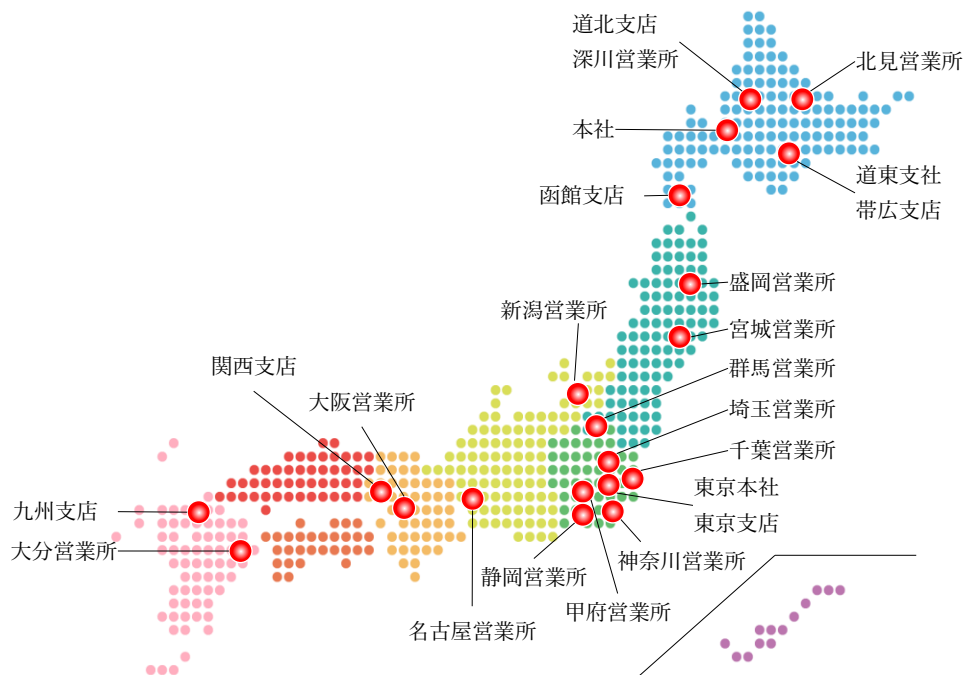 道北支店
深川営業所
北見営業所
本社
道東支社
帯広支店
函館支店
盛岡営業所
新潟営業所
宮城営業所
関西支店
群馬営業所
大阪営業所
埼玉営業所
千葉営業所
東京本社
東京支店
九州支店
大分営業所
神奈川営業所
静岡営業所
甲府営業所
名古屋営業所